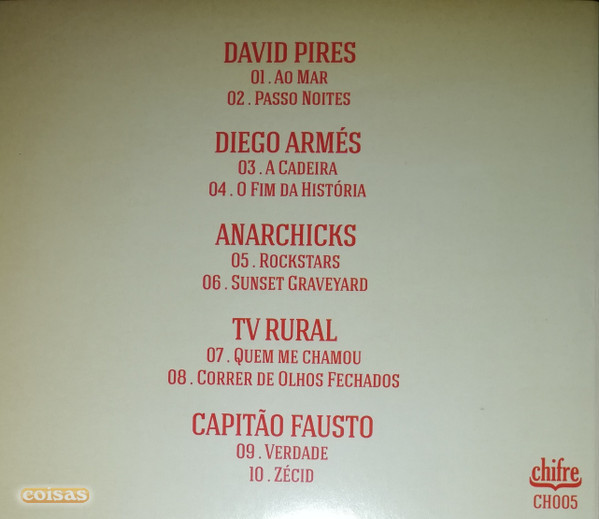 DAVID PIRES
01. AO MAR
02. PASSO NOITES
DIEGO ARMÉS
03. A CADEIRA
04. O FIM DA HISTÓRIA
ANARCHICKS
05. ROCKSTARS
06. SUNSET GRAVEYARD
TV RURAL
07. QUEM ME CHAMOU
08. CORRER DE OLHOS FECHADOS
CAPITÃO FAUSTO
09. VERDADE
10. ZÉCID
coisas
chifre
CH005